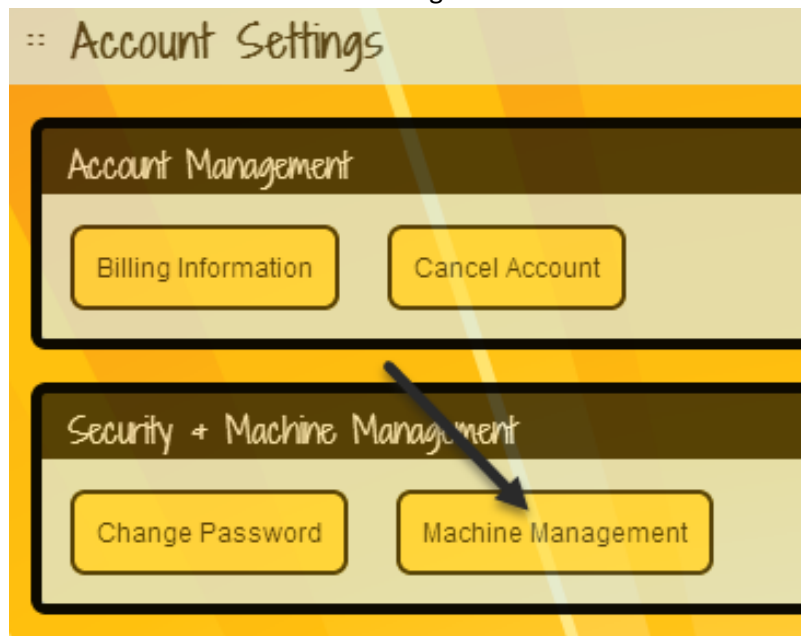 :: Account Settings
Account Management
Billing Information
Cancel Account
Security & Machine Management
Change Password
Machine Management